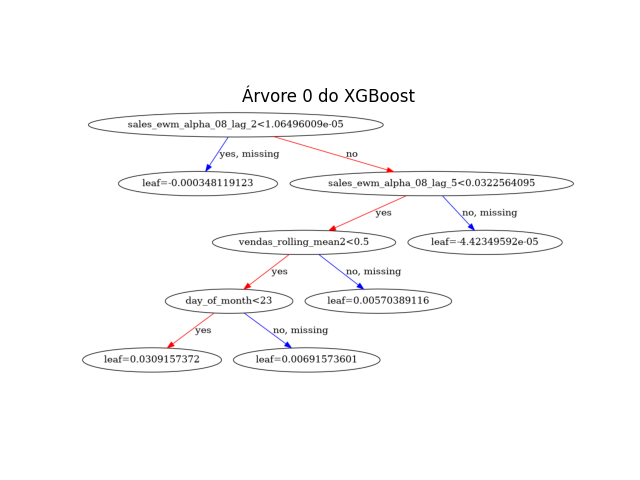 Árvore 0 do XGBoost
sales_ewm_alpha_08_lag_2<1.06496009e-05
yes, missing
no
leaf=-0.000348119123
sales_ewm_alpha_08_lag_5<0.0322564095
yes
no, missing
vendas_rolling_mean2<0.5
leaf=-4.42349592e-05
yes
no, missing
day_of_month<23
leaf=0.00570389116
yes
no, missing
leaf=0.0309157372
leaf=0.00691573601